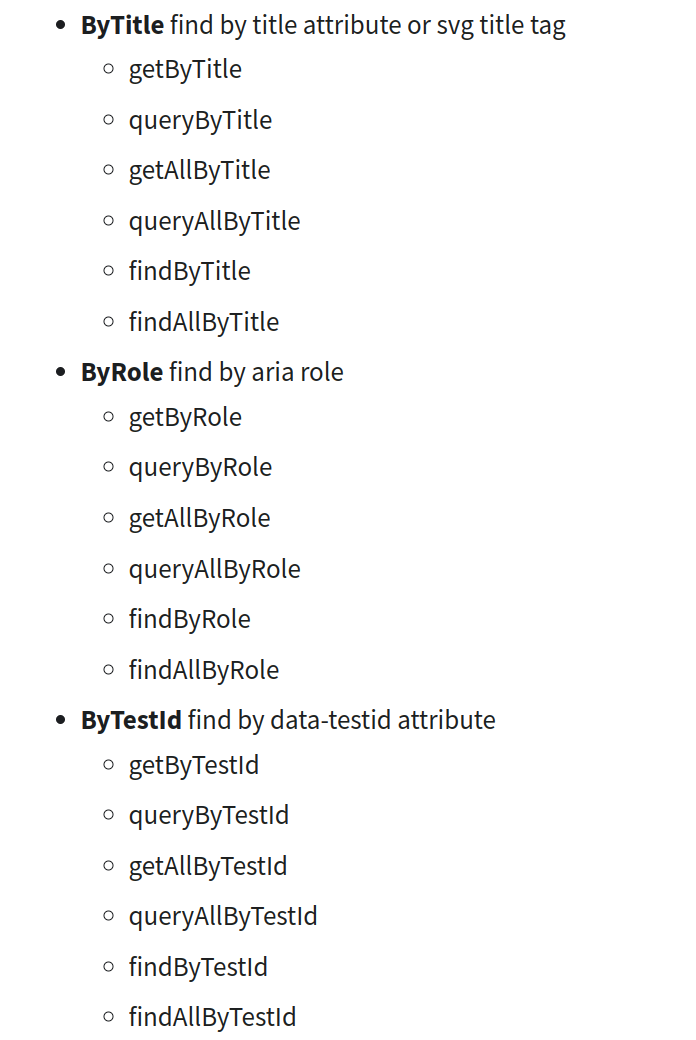 ByTitle find by title attribute or svg title tag
getByTitle
queryByTitle
getAllByTitle
queryAllByTitle
findByTitle
findAllByTitle
ByRole find by aria role
getByRole
queryByRole
getAllByRole
queryAllByRole
findByRole
findAllByRole
ByTestId find by data-testid attribute
getByTestId
queryByTestId
getAllByTestId
queryAllByTestId
findByTestId
findAllByTestId